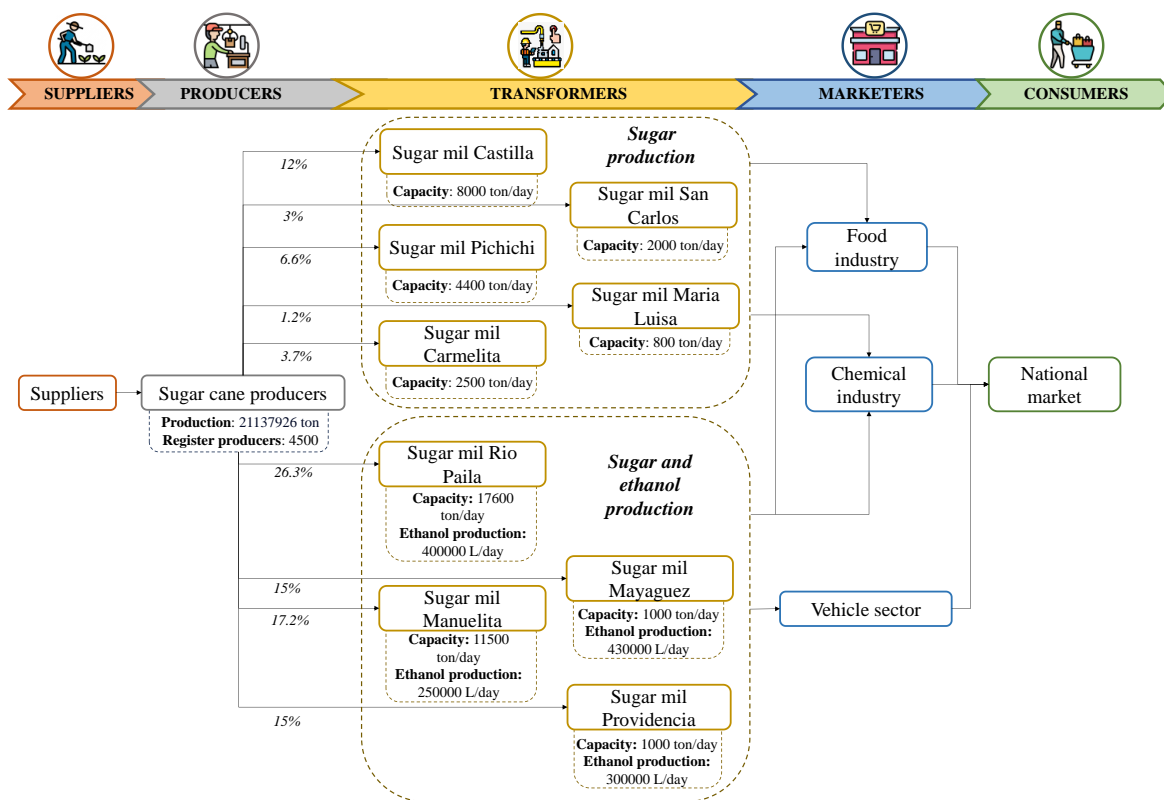 SUPPLIERS
PRODUCERS
TRANSFORMERS
MARKETERS
CONSUMERS
Sugar mil Castilla
Capacity: 8000 ton/day
12%
Sugar
production
Sugar mil San
Carlos
Capacity: 2000 ton/day
3%
Sugar mil Pichichi
Capacity: 4400 ton/day
6.6%
Sugar mil Maria
Luisa
Capacity: 800 ton/day
1.2%
Sugar mil
Carmelita
Capacity: 2500 ton/day
3.7%
Food
industry
Chemical
industry
National
market
Suppliers
Sugar cane producers
Production: 21137926 ton
Register producers: 4500
26.3%
Sugar mil Rio
Paila
Capacity: 17600
ton/day
Ethanol production:
400000 L/day
Sugar and
ethanol
production
15%
Sugar mil
Mayaguez
Capacity: 1000 ton/day
Ethanol production:
430000 L/day
17.2%
Sugar mil
Manuelita
Capacity: 11500
ton/day
Ethanol production:
250000 L/day
Vehicle sector
15%
Sugar mil
Providencia
Capacity: 1000 ton/day
Ethanol production:
300000 L/day